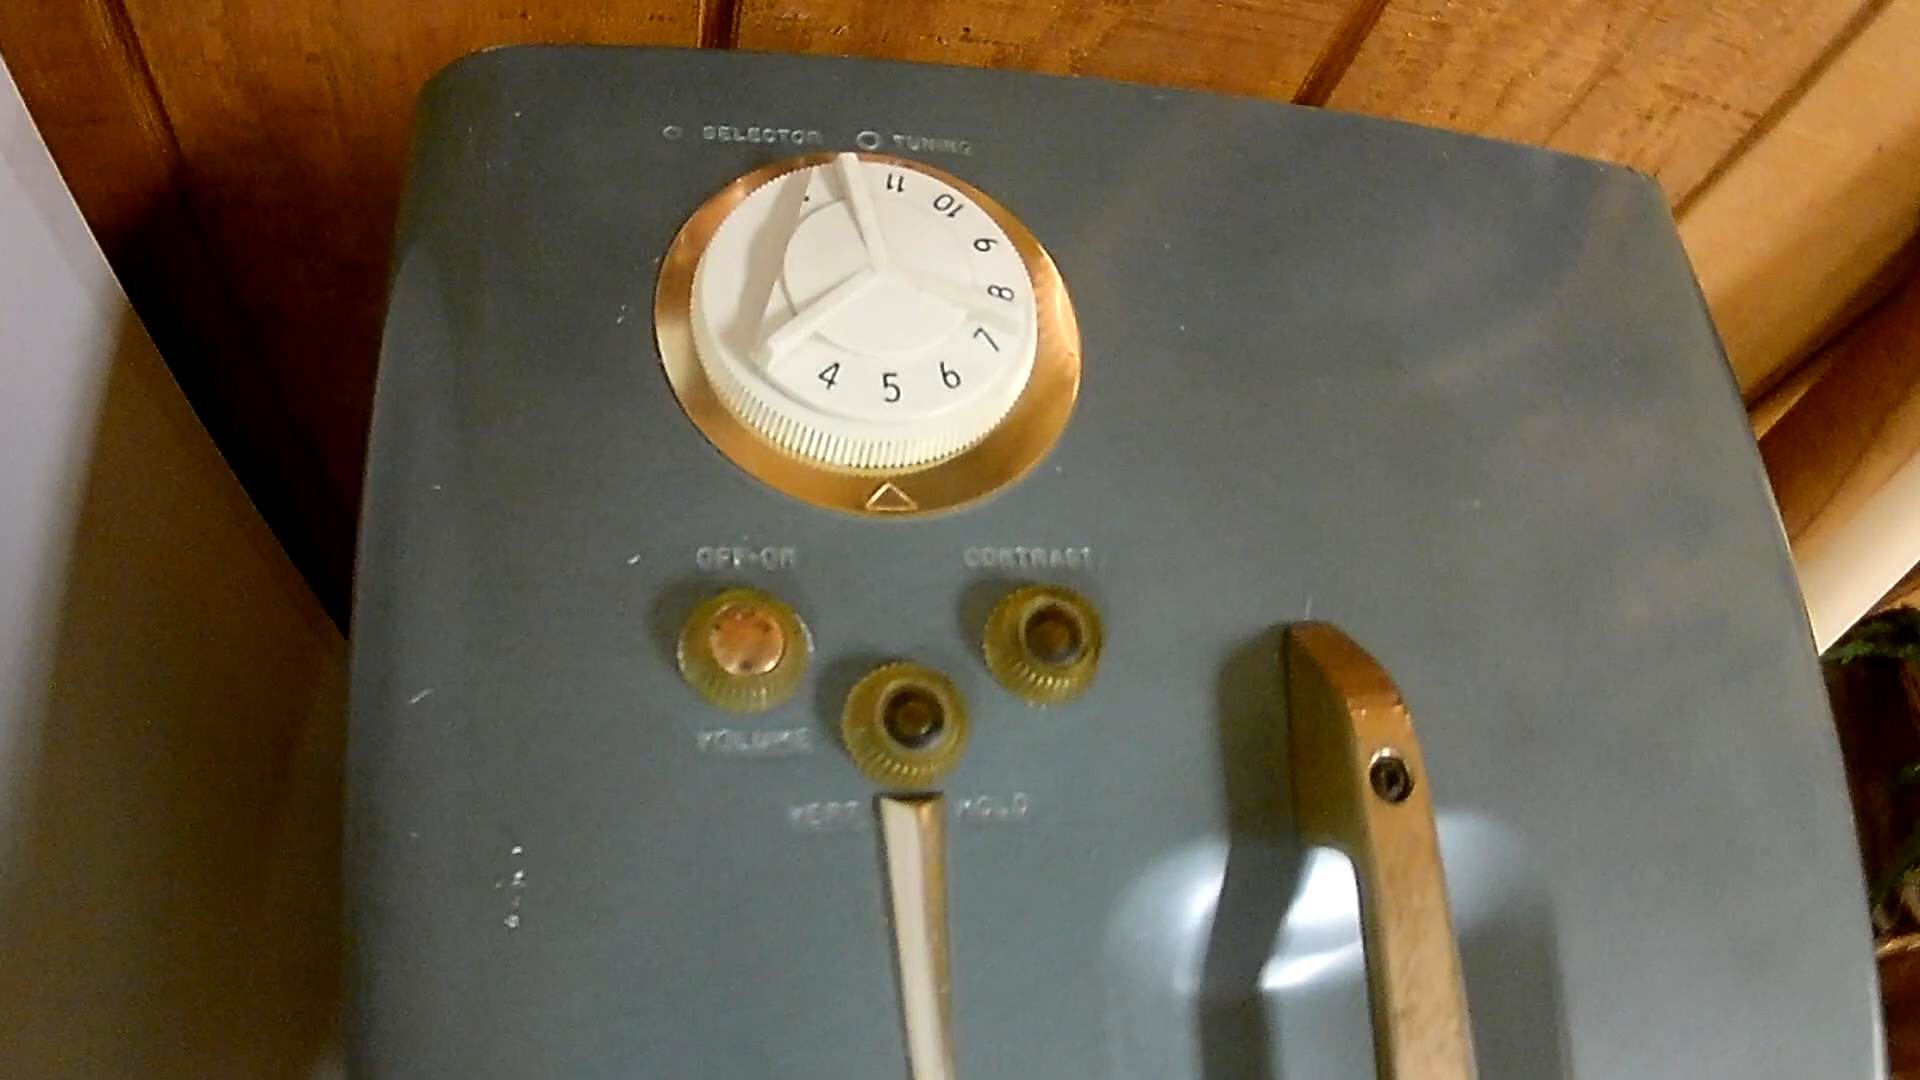 SELECTOR TUNING
11
10
9
8
7
6
5
4
OFF-ON CONTRAST
VOLUME
VERT HOLD